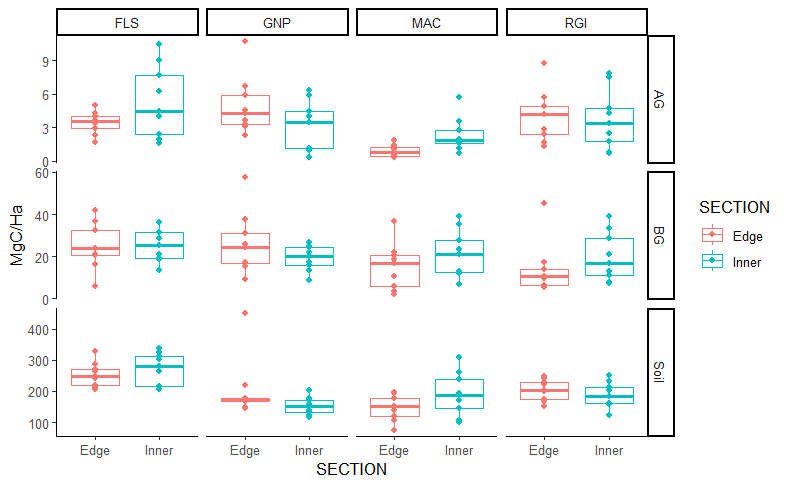 FLS GNP MAC RGI
9
6
3
0
AG
60
40
20
0
BG
400
300
200
100
Soil
MgC/Ha
Edge Inner Edge Inner Edge Inner Edge Inner
SECTION
SECTION
Edge
Inner